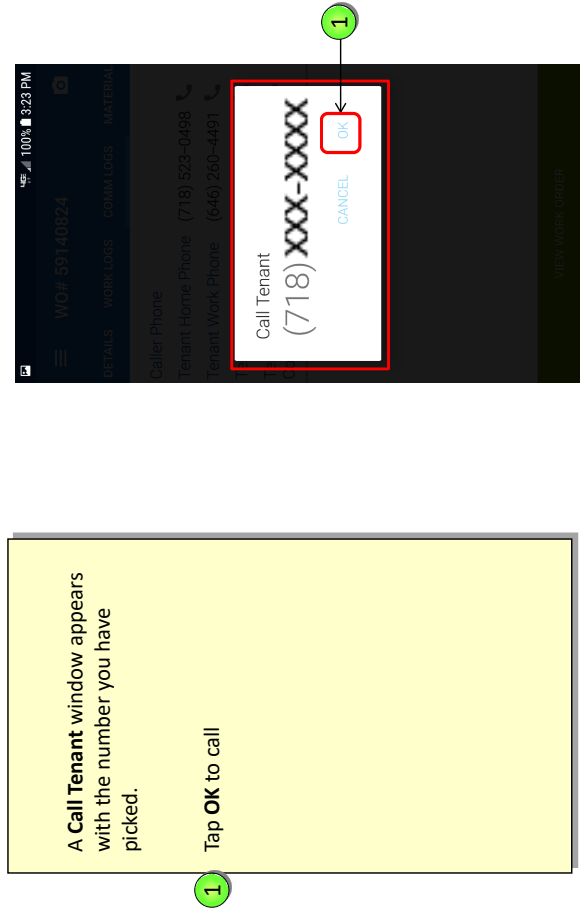 A Call Tenant window appears
with the number you have
picked.
1
Tap OK to call
4GE 100% 3:23 PM
WO# 59140824
DETAILS WORK LOGS COMM LOGS MATERIAL
Caller Phone
Tenant Home Phone (718) 523-0498
Tenant Work Phone (646) 260-4491
Call Tenant
(718) XXX-XXXX
CANCEL OK
1
VIEW WORK ORDER